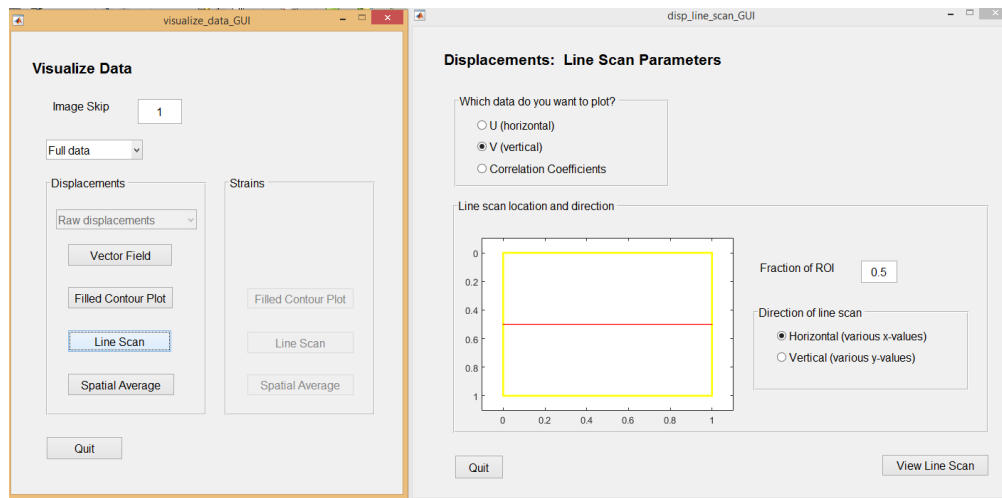 visualize_data_GUI
Visualize Data
Image Skip
1
Full data
Displacements
Strains
Raw displacements
Vector Field
Filled Contour Plot
Filled Contour Plot
Line Scan
Line Scan
Spatial Average
Spatial Average
Quit
disp_line_scan_GUI
Displacements: Line Scan Parameters
Which data do you want to plot?
U (horizontal)
V (vertical)
Correlation Coefficients
Line scan location and direction
0
0.2
0.4
0.6
0.8
1
0 0.2 0.4 0.6 0.8 1
Fraction of ROI
0.5
Direction of line scan
Horizontal (various x-values)
Vertical (various y-values)
Quit
View Line Scan